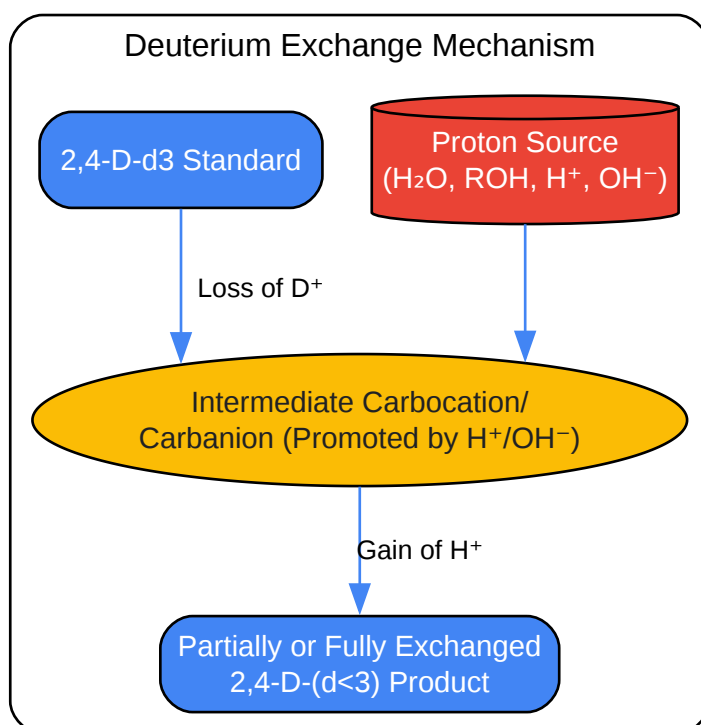 Deuterium Exchange Mechanism
2,4-D-d3 Standard
Proton Source
(H₂O, ROH, H⁺, OH⁻)
Loss of D⁺
Intermediate Carbocation/
Carbanion (Promoted by H⁺/OH⁻)
Gain of H⁺
Partially or Fully Exchanged
2,4-D-(d<3) Product